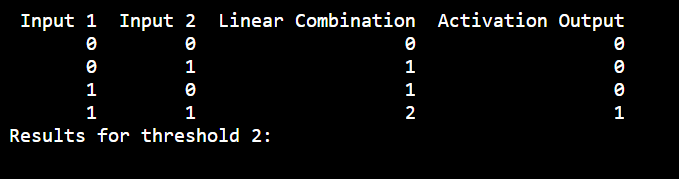 Input 1  Input 2  Linear Combination  Activation Output
0  0  0  0
0  1  1  0
1  0  1  0
1  1  2  1
Results for threshold 2: